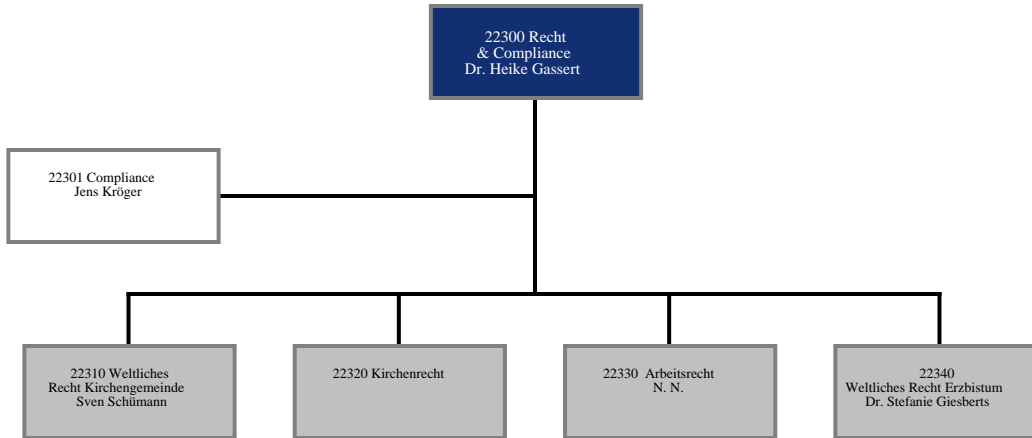 22300 Recht
& Compliance
Dr. Heike Gassert
22301 Compliance
Jens Kröger
22310 Weltliches
Recht Kirchengemeinde
Sven Schümann
22320 Kirchenrecht
22330  Arbeitsrecht
N. N.
22340
Weltliches Recht Erzbistum
Dr. Stefanie Giesberts